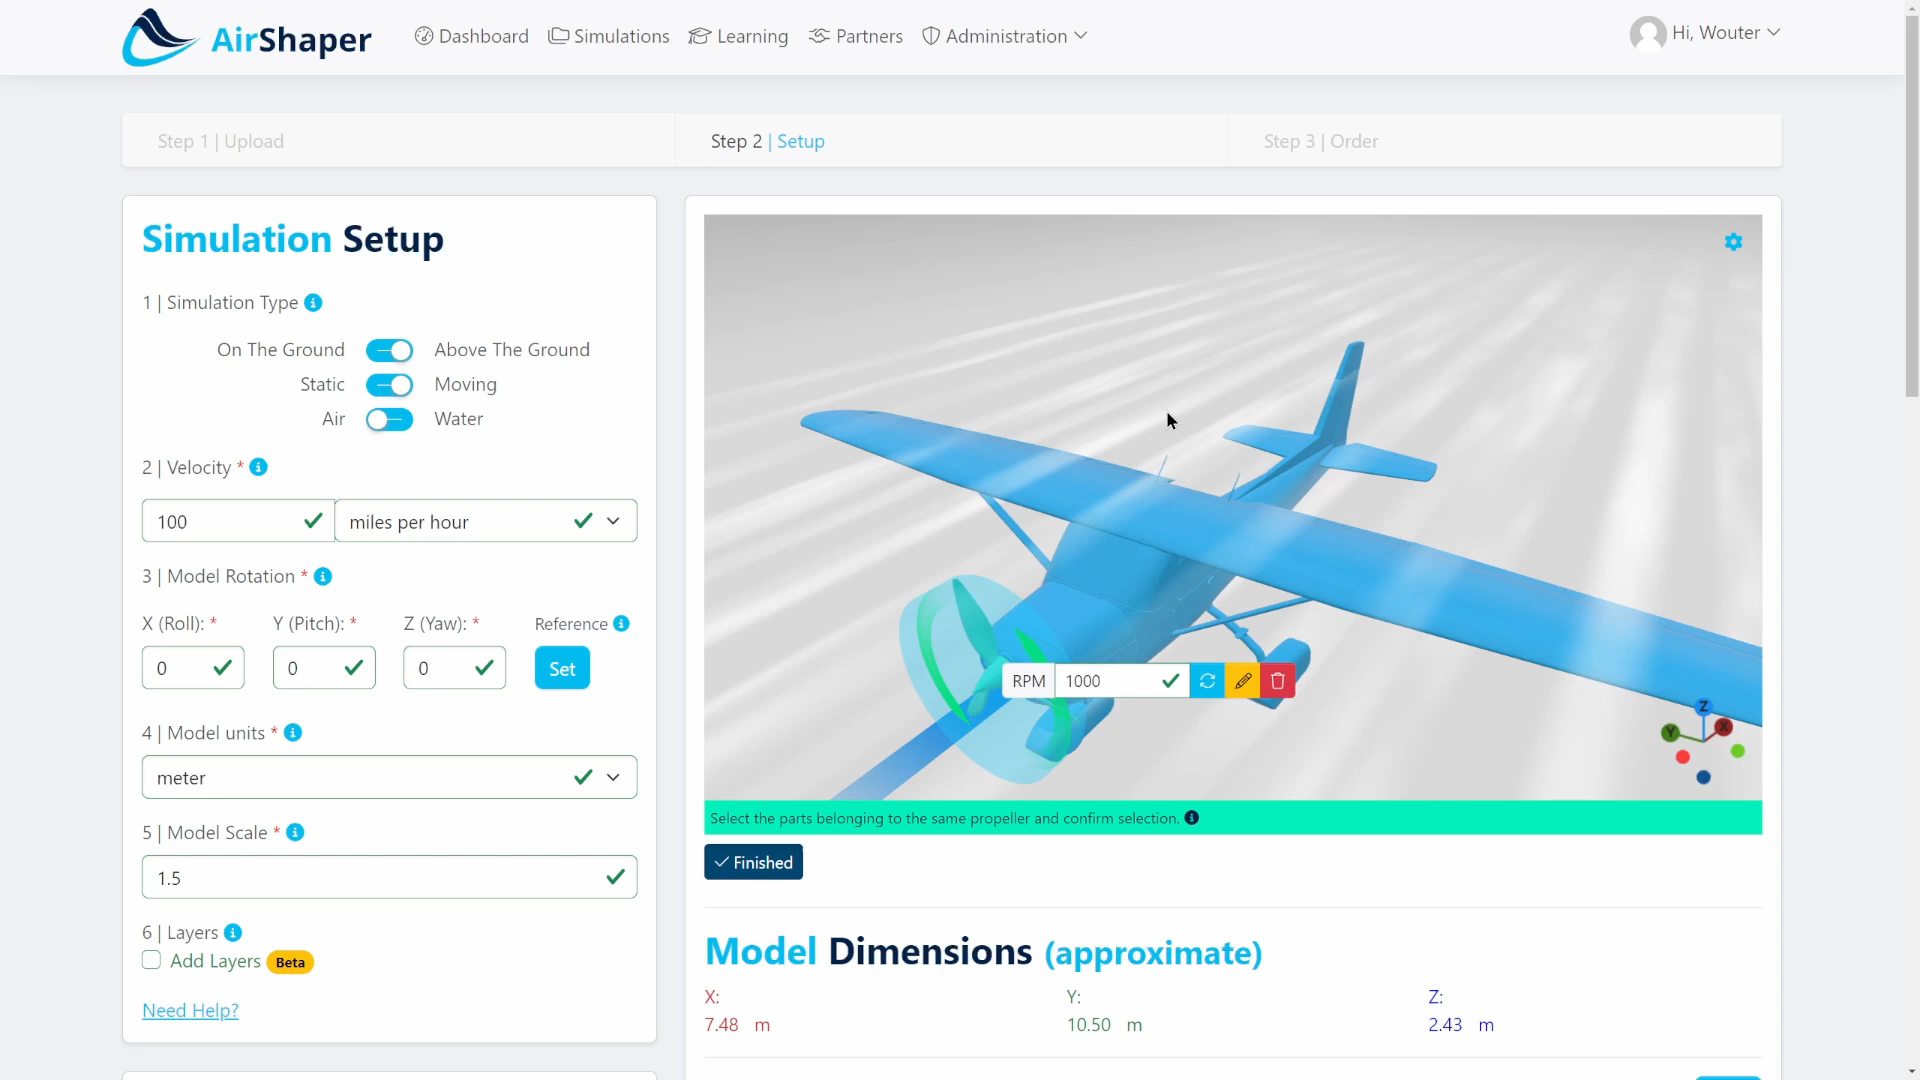 AirShaper
Dashboard
Simulations
Learning
Partners
Administration
Hi, Wouter
Step 1 | Upload
Step 2 | Setup
Step 3 | Order
Simulation Setup
1 | Simulation Type
On The Ground Above The Ground
Static Moving
Air Water
2 | Velocity *
100 miles per hour
3 | Model Rotation *
X (Roll): * Y (Pitch): * Z (Yaw): * Reference
0 0 0 Set
4 | Model units *
meter
5 | Model Scale *
1.5
6 | Layers
Add Layers Beta
Need Help?
RPM 1000
Z
Y X
Select the parts belonging to the same propeller and confirm selection.
Finished
Model Dimensions (approximate)
X: Y: Z:
7.48 m 10.50 m 2.43 m